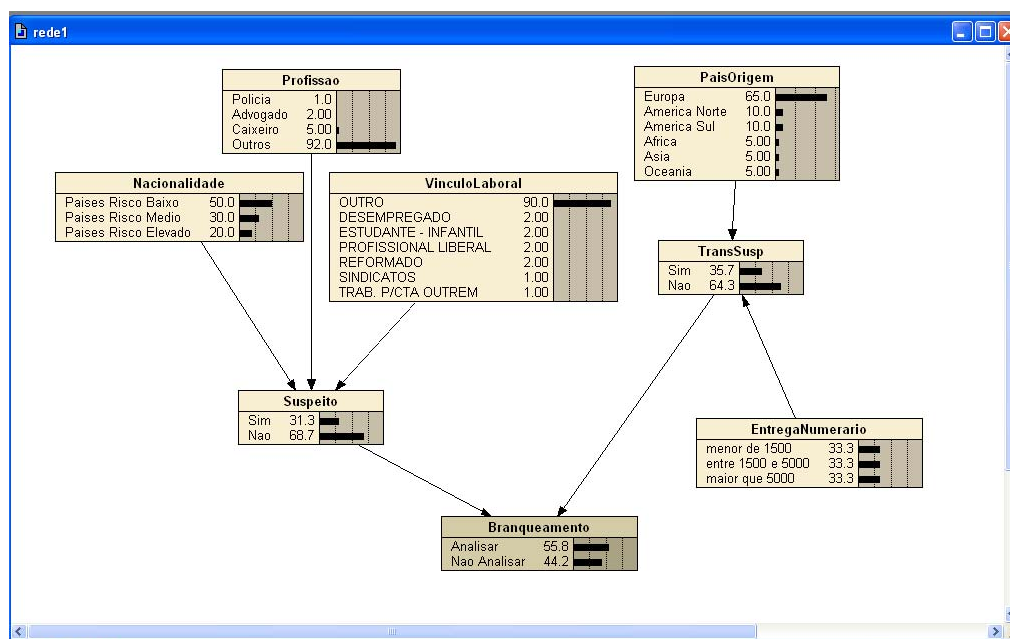 rede1
Profissao
Policia 1.0
Advogado 2.00
Caixeiro 5.00
Outros 92.0
PaisOrigem
Europa 65.0
America Norte 10.0
America Sul 10.0
Africa 5.00
Asia 5.00
Oceania 5.00
Nacionalidade
Paises Risco Baixo 50.0
Paises Risco Medio 30.0
Paises Risco Elevado 20.0
VinculoLaboral
OUTRO 90.0
DESEMPREGADO 2.00
ESTUDANTE - INFANTIL 2.00
PROFISSIONAL LIBERAL 2.00
REFORMADO 2.00
SINDICATOS 1.00
TRAB. P/CTA OUTREM 1.00
TransSusp
Sim 35.7
Nao 64.3
Suspeito
Sim 31.3
Nao 68.7
EntregaNumerario
menor de 1500 33.3
entre 1500 e 5000 33.3
maior que 5000 33.3
Branqueamento
Analisar 55.8
Nao Analisar 44.2